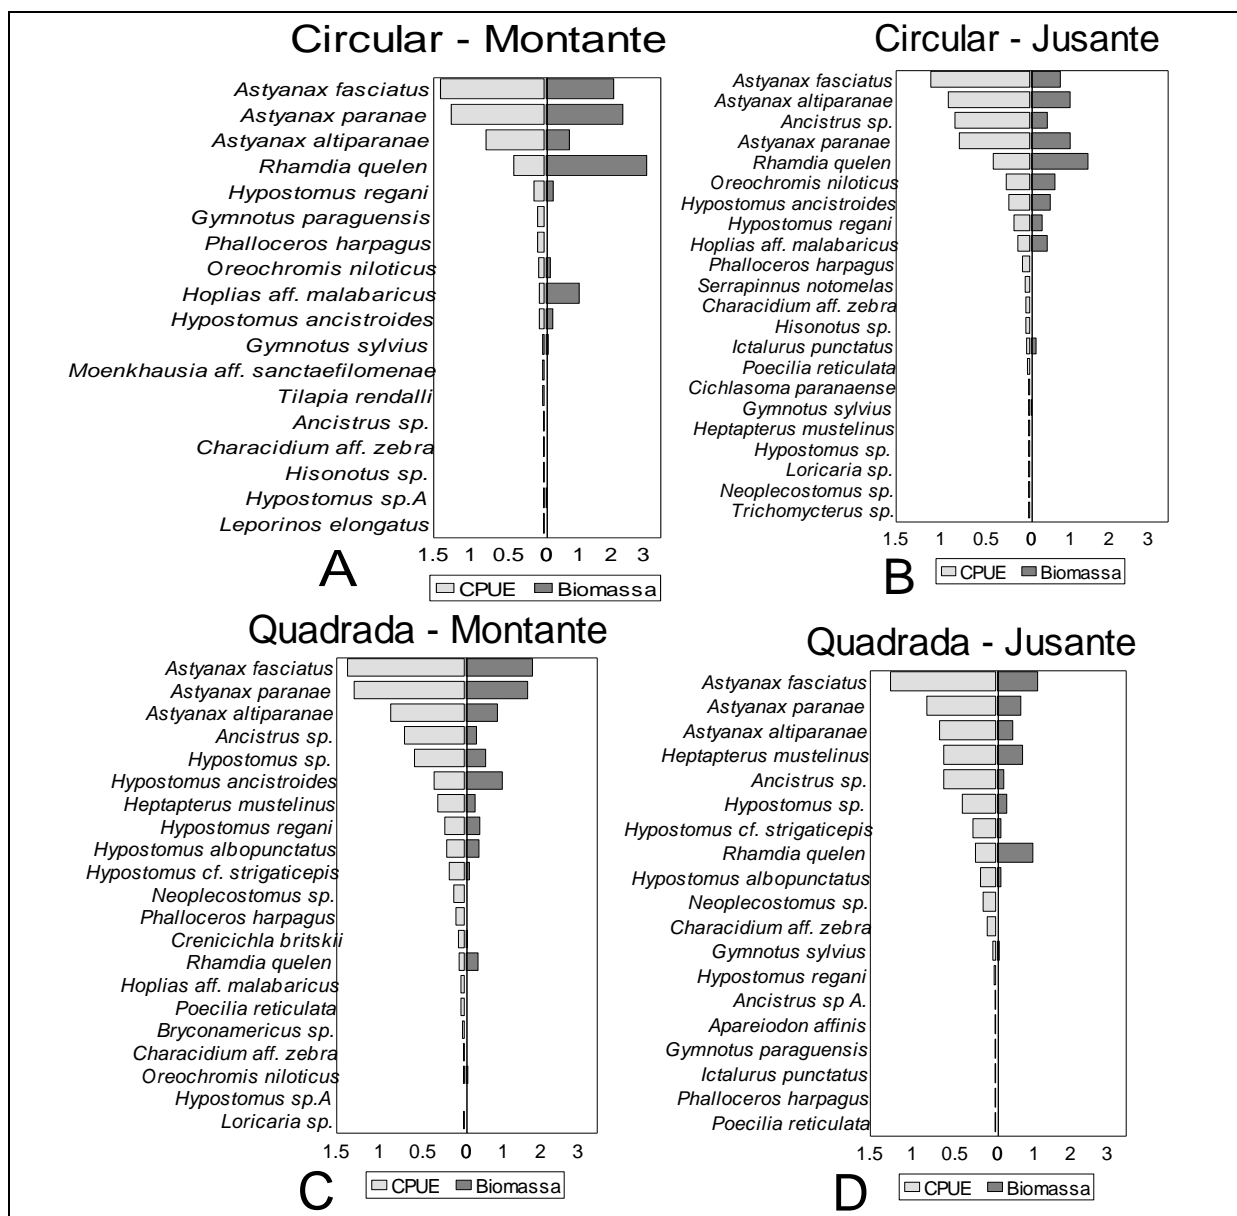 Circular - Montante
Astyanax fasciatus
Astyanax paranae
Astyanax altiparanae
Rhamdia quelen
Hypostomus regani
Gymnotus paraguensis
Phalloceros harpagus
Oreochromis niloticus
Hoplias aff. malabaricus
Hypostomus ancistroides
Gymnotus sylvius
Moenkhausia aff. sanctaefilomenae
Tilapia rendalli
Ancistrus sp.
Characidium aff. zebra
Hisonotus sp.
Hypostomus sp.A
Leporinos elongatus
1.5 1 0.5 0 1 2 3
A
CPUE Biomassa
Circular - Jusante
Astyanax fasciatus
Astyanax altiparanae
Ancistrus sp.
Astyanax paranae
Rhamdia quelen
Oreochromis niloticus
Hypostomus ancistroides
Hypostomus regani
Hoplias aff. malabaricus
Phalloceros harpagus
Serrapinnus notomelas
Characidium aff. zebra
Hisonotus sp.
Ictalurus punctatus
Poecilia reticulata
Cichlasoma paranaense
Gymnotus sylvius
Heptapterus mustelinus
Hypostomus sp.
Loricaria sp.
Neoplecostomus sp.
Trichomycterus sp.
1.5 1 0.5 0 1 2 3
B
CPUE Biomassa
Quadrada - Montante
Astyanax fasciatus
Astyanax paranae
Astyanax altiparanae
Ancistrus sp.
Hypostomus sp.
Hypostomus ancistroides
Heptapterus mustelinus
Hypostomus regani
Hypostomus albopunctatus
Hypostomus cf. strigaticepis
Neoplecostomus sp.
Phalloceros harpagus
Crenicichla britskii
Rhamdia quelen
Hoplias aff. malabaricus
Poecilia reticulata
Bryconamericus sp.
Characidium aff. zebra
Oreochromis niloticus
Hypostomus sp.A
Loricaria sp.
1.5 1 0.5 0 1 2 3
C
CPUE Biomassa
Quadrada - Jusante
Astyanax fasciatus
Astyanax paranae
Astyanax altiparanae
Heptapterus mustelinus
Ancistrus sp.
Hypostomus sp.
Hypostomus cf. strigaticepis
Rhamdia quelen
Hypostomus albopunctatus
Neoplecostomus sp.
Characidium aff. zebra
Gymnotus sylvius
Hypostomus regani
Ancistrus sp A.
Apareiodon affinis
Gymnotus paraguensis
Ictalurus punctatus
Phalloceros harpagus
Poecilia reticulata
1.5 1 0.5 0 1 2 3
D
CPUE Biomassa